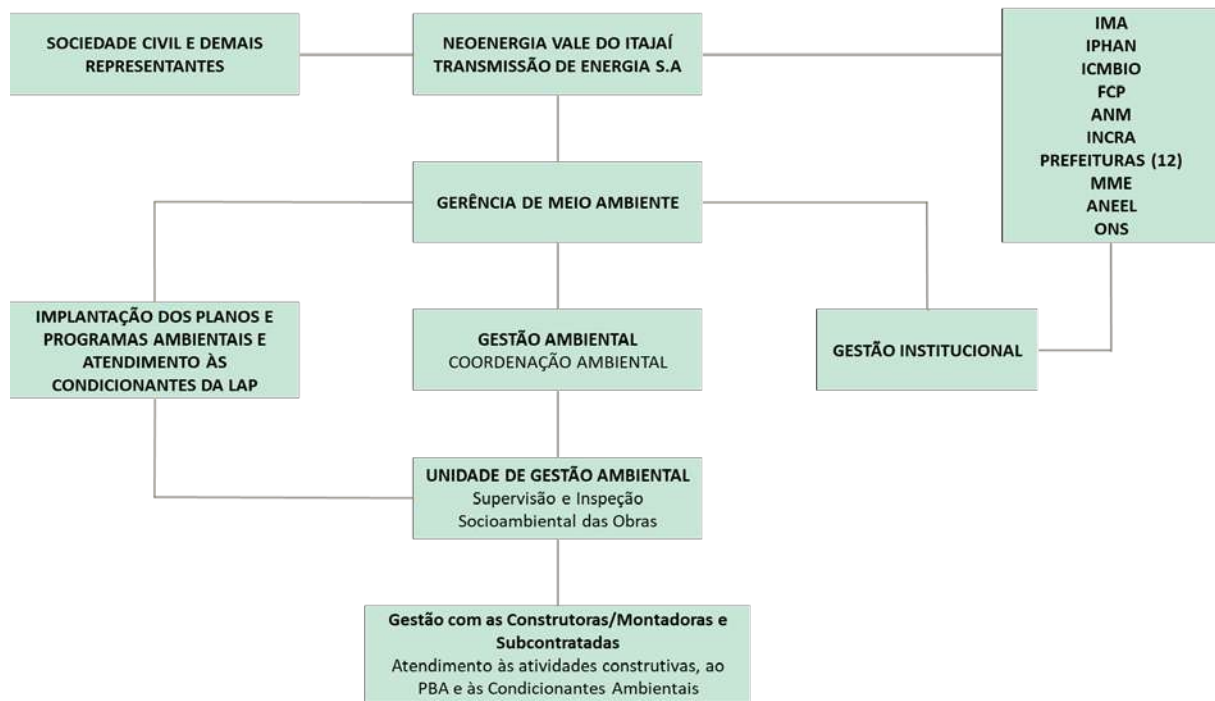 SOCIEDADE CIVIL E DEMAIS
REPRESENTANTES
NEOENERGIA VALE DO ITAJAÍ
TRANSMISSÃO DE ENERGIA S.A
IMA
IPHAN
ICMBIO
FCP
ANM
INCRA
PREFEITURAS (12)
MME
ANEEL
ONS
GERÊNCIA DE MEIO AMBIENTE
IMPLANTAÇÃO DOS PLANOS E
PROGRAMAS AMBIENTAIS E
ATENDIMENTO ÀS
CONDICIONANTES DA LAP
GESTÃO AMBIENTAL
COORDENAÇÃO AMBIENTAL
GESTÃO INSTITUCIONAL
UNIDADE DE GESTÃO AMBIENTAL
Supervisão e Inspeção
Socioambiental das Obras
Gestão com as Construtoras/Montadoras e
Subcontratadas
Atendimento às atividades construtivas, ao
PBA e às Condicionantes Ambientais